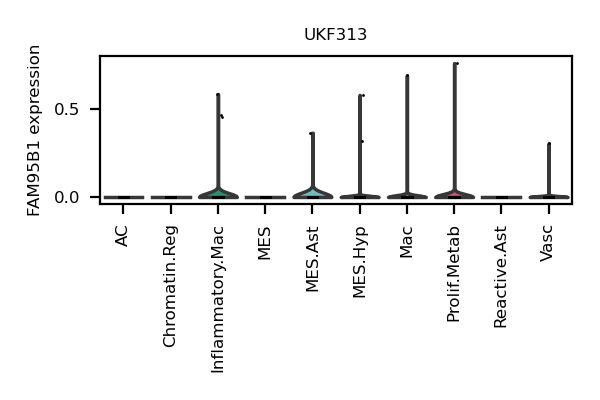 UKF313
FAM95B1 expression
0.5
0.0
AC
Chromatin.Reg
Inflammatory.Mac
MES
MES.Ast
MES.Hyp
Mac
Prolif.Metab
Reactive.Ast
Vasc